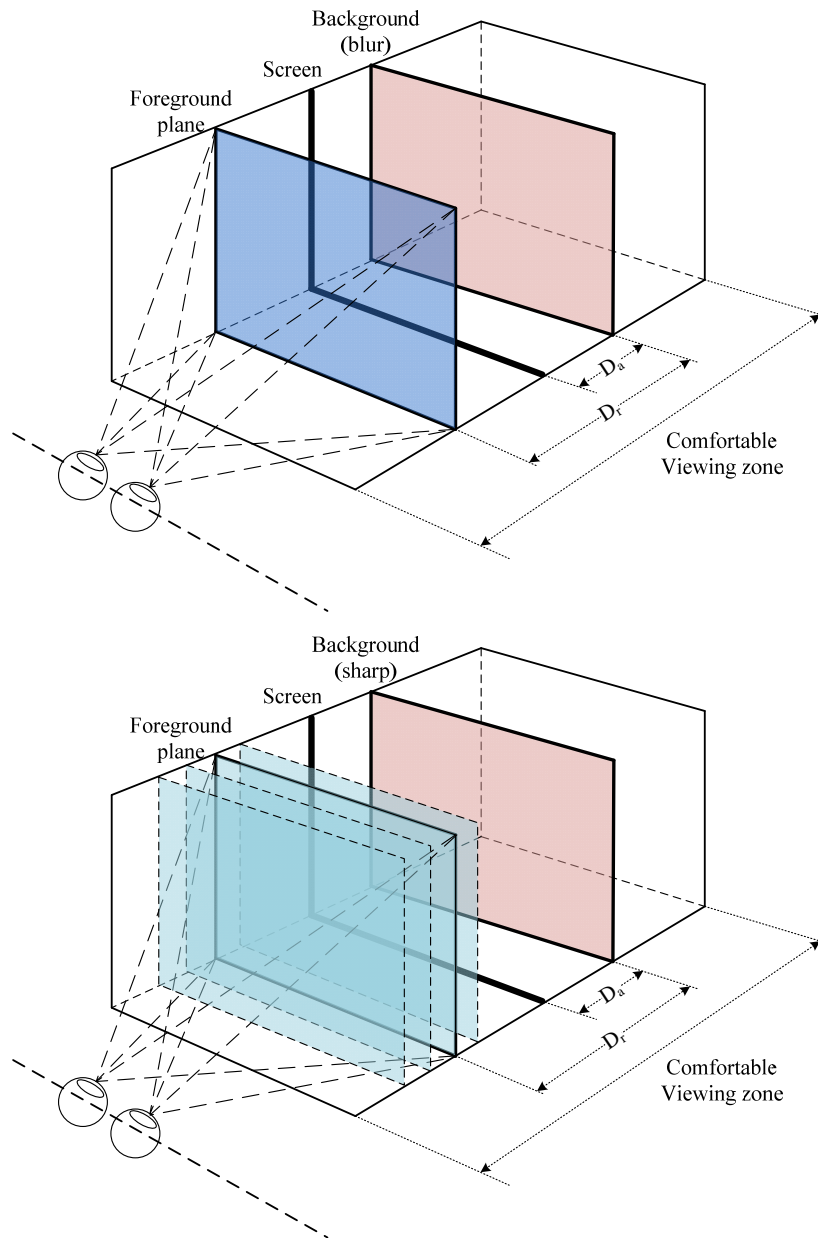 Background
(blur)
Screen
Foreground
plane
Da
Dr
Comfortable
Viewing zone
Background
(sharp)
Screen
Foreground
plane
Da
Dr
Comfortable
Viewing zone